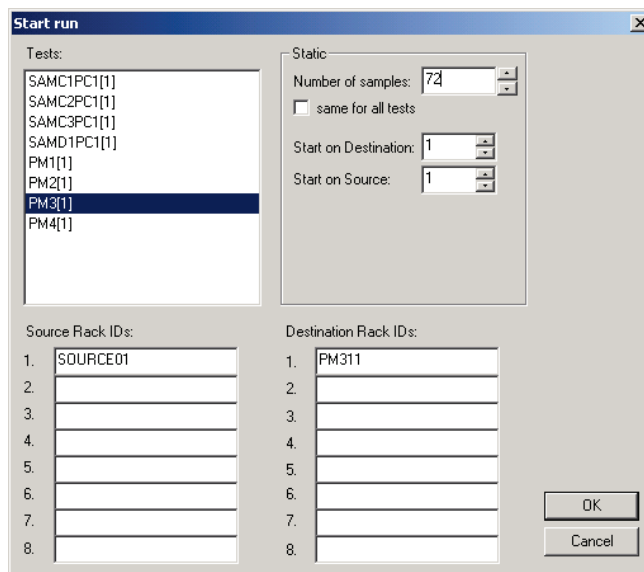 Start run
Tests:
SAMC1PC1[1]
SAMC2PC1[1]
SAMC3PC1[1]
SAMD1PC1[1]
PM1[1]
PM2[1]
PM3[1]
PM4[1]
Static
Number of samples: 72
same for all tests
Start on Destination: 1
Start on Source: 1
Source Rack IDs:
1. SOURCE01
2.
3.
4.
5.
6.
7.
8.
Destination Rack IDs:
1. PM311
2.
3.
4.
5.
6.
7.
8.
OK
Cancel